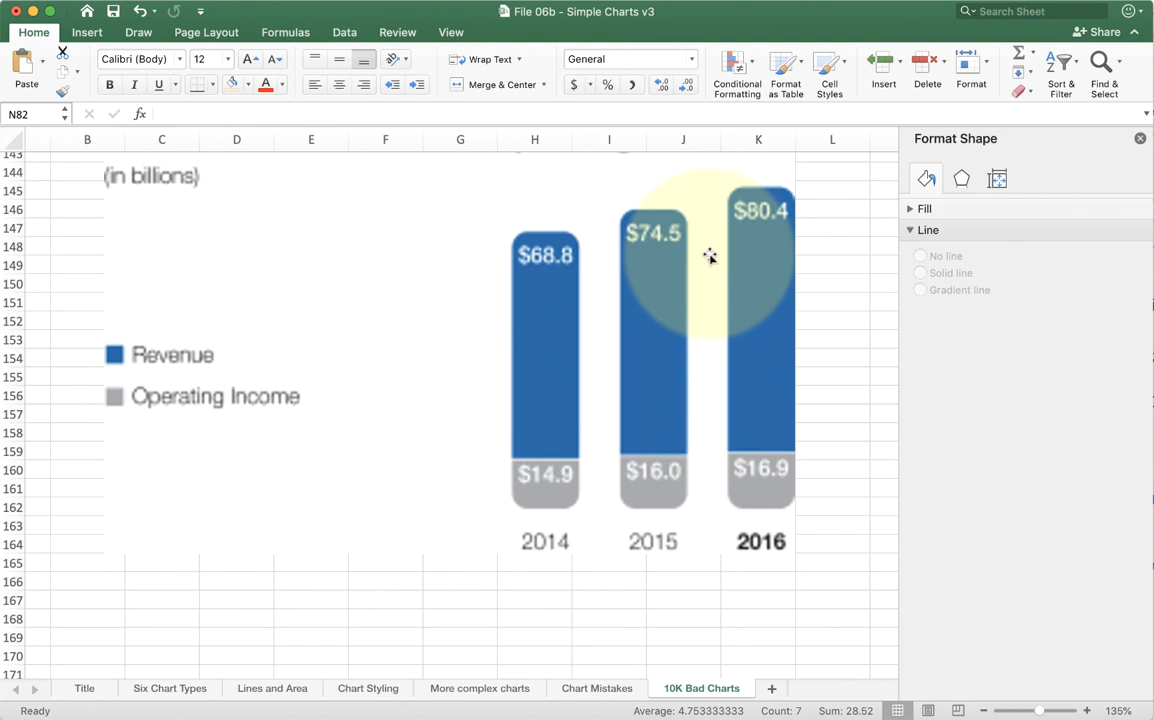 File 06b - Simple Charts v3
Search Sheet
Home Insert Draw Page Layout Formulas Data Review View
Share
Paste
Calibri (Body) 12
A A
B I U A
Wrap Text
Merge & Center
General
$ % )
Conditional Formatting
Format as Table
Cell Styles
Insert Delete Format
Sort & Filter
Find & Select
N82 fx
B C D E F G H I J K L
143
144
145
146
147
148
149
150
151
152
153
154
155
156
157
158
159
160
161
162
163
164
165
166
167
168
169
170
171
(in billions)
$68.8 $74.5 $80.4
Revenue
Operating Income
$14.9 $16.0 $16.9
2014 2015 2016
Format Shape
Fill
Line
No line
Solid line
Gradient line
Title Six Chart Types Lines and Area Chart Styling More complex charts Chart Mistakes 10K Bad Charts +
Ready Average: 4.753333333 Count: 7 Sum: 28.52 135%